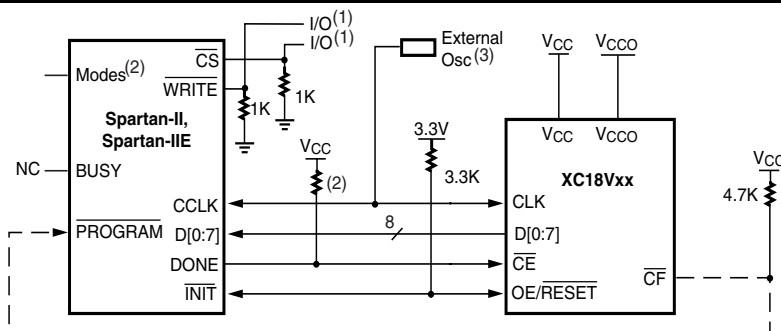 I/O(1)
I/O(1)
External
Osc(3)
VCC
VCCO
CS
Modes(2)
WRITE
1K
1K
Spartan-II,
Spartan-IIE
3.3V
VCC
VCC
VCCO
VCC
NC
BUSY
(2)
3.3K
XC18Vxx
4.7K
CCLK
CLK
PROGRAM
D[0:7]
8
D[0:7]
DONE
CE
CF
INIT
OE/RESET